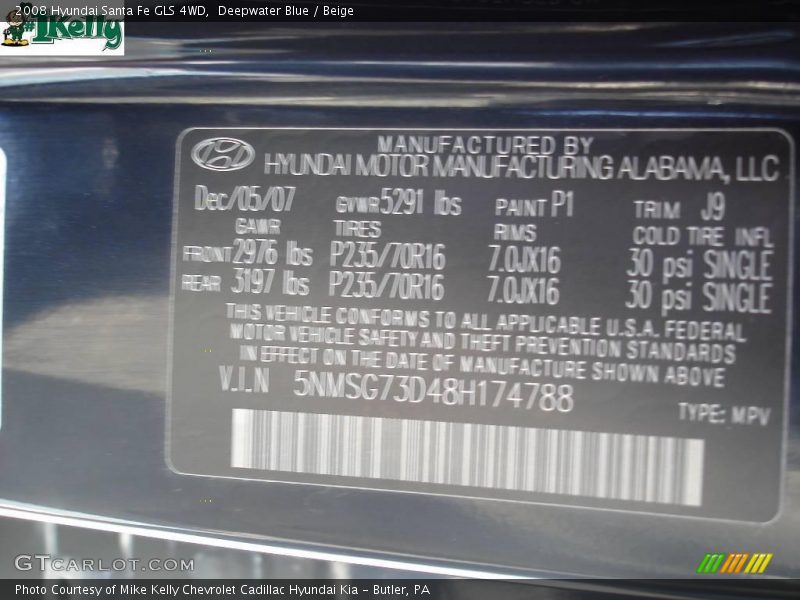 2008 Hyundai Santa Fe GLS 4WD, Deepwater Blue / Beige
Kelly
MANUFACTURED BY
HYUNDAI MOTOR MANUFACTURING ALABAMA, LLC
Dec/05/07 GVWR 5291 lbs PAINT P1 TRIM J9
GAWR TIRES RIMS COLD TIRE INFL
FRONT 2976 lbs P235/70R16 7.0JX16 30 psi SINGLE
REAR 3197 lbs P235/70R16 7.0JX16 30 psi SINGLE
THIS VEHICLE CONFORMS TO ALL APPLICABLE U.S.A. FEDERAL
MOTOR VEHICLE SAFETY AND THEFT PREVENTION STANDARDS
IN EFFECT ON THE DATE OF MANUFACTURE SHOWN ABOVE
V.I.N 5NMSG73D48H174788
TYPE: MPV
GTcarlot.com
Photo Courtesy of Mike Kelly Chevrolet Cadillac Hyundai Kia - Butler, PA